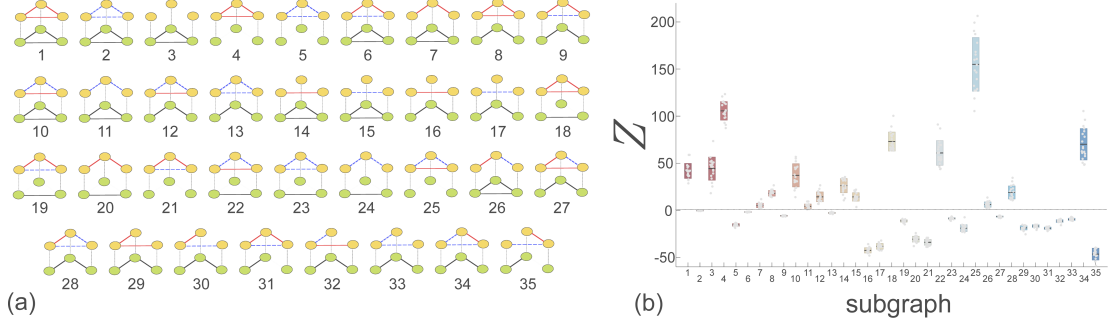 1 2 3 4 5 6 7 8 9
10 11 12 13 14 15 16 17 18
19 20 21 22 23 24 25 26 27
28 29 30 31 32 33 34 35
(a)
200
150
100
50
0
−50
Z
1 3 5 7 9 10 12 14 16 18 20 22 25 26 28 30 32 34
2 4 6 8 11 13 15 17 19 21 24 27 29 31 33 35
subgraph
(b)